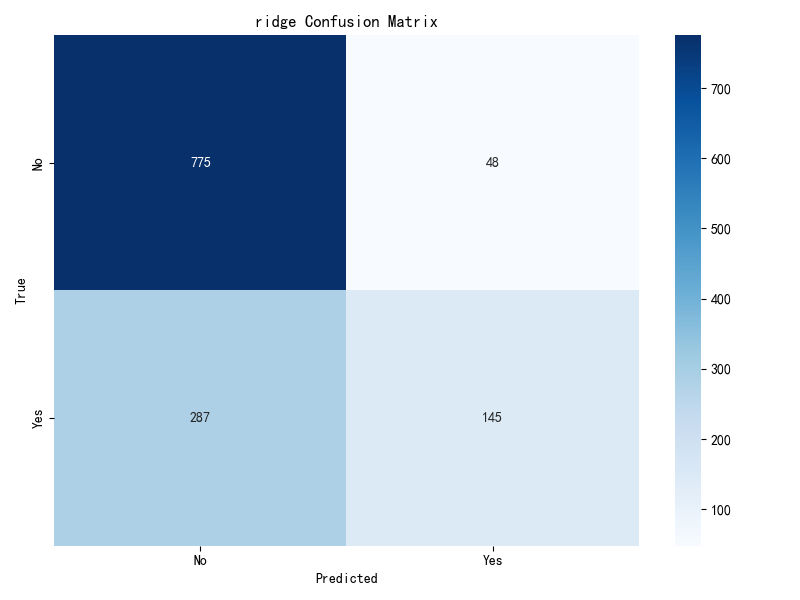 ridge Confusion Matrix
No
775
48
700
600
500
400
300
200
100
True
Yes
287
145
No
Yes
Predicted